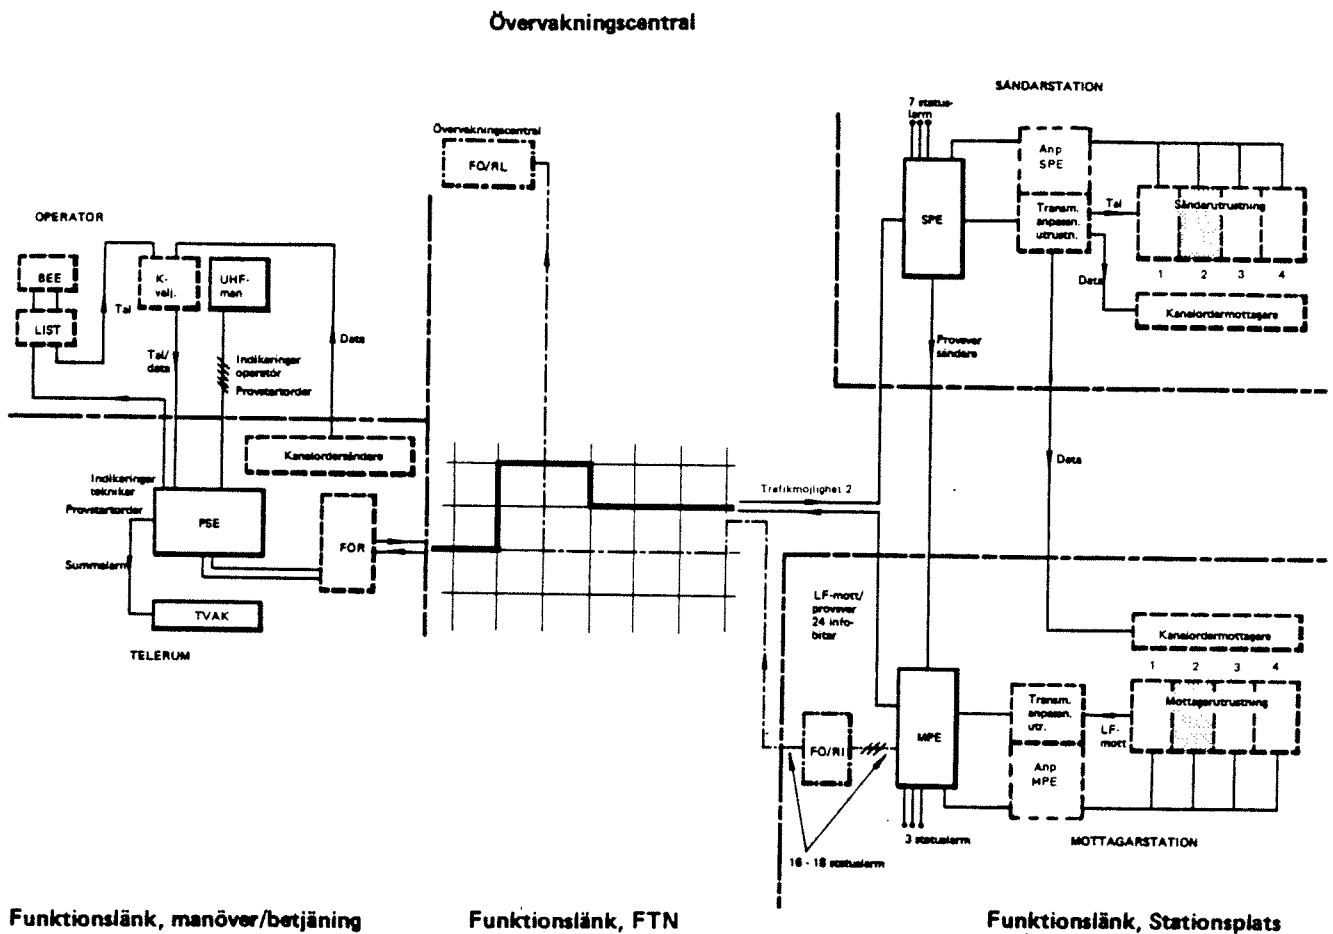 Övervakningscentral
SÄNDARSTATION
7 status-
larm
Övervakningscentral
FO/RL
Anp
SPE
SPE
Transm.
anpassn.
utrustn.
Tal
Sändarutrustning
1
2
3
4
Data
Kanalordermottagare
OPERATÖR
BEE
LIST
Tal
K-
välj.
UHF-
man
Tal/
data
Indikeringar
operatör
Provstartorder
Data
Provsvar
sändare
Kanalordersändare
Indikeringar
tekniker
Provstartorder
PSE
FOR
Summalarm
TVAK
TELERUM
Trafikmöjlighet 2
Data
LF-mott/
provsvar
24 info-
bitar
Kanalordermottagare
1
2
3
4
Mottagarutrustning
Transm.
anpassn.
utr.
LF-
mott
MPE
FO/RI
Anp
MPE
3 statuslarm
16 - 18 statuslarm
MOTTAGARSTATION
Funktionslänk, manöver/betjäning
Funktionslänk, FTN
Funktionslänk, Stationsplats